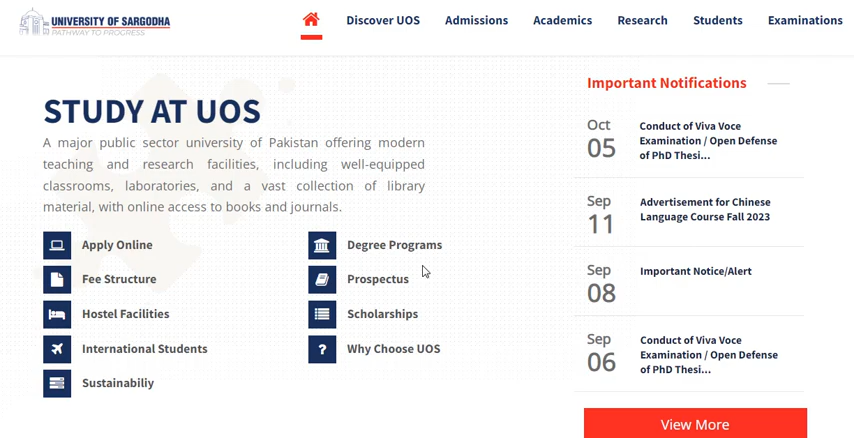 UNIVERSITY OF SARGODHA
PATHWAY TO PROGRESS
Discover UOS
Admissions
Academics
Research
Students
Examinations
STUDY AT UOS
A major public sector university of Pakistan offering modern
teaching and research facilities, including well-equipped
classrooms, laboratories, and a vast collection of library
material, with online access to books and journals.
Apply Online
Degree Programs
Fee Structure
Prospectus
Hostel Facilities
Scholarships
International Students
? Why Choose UOS
Sustainabiliy
Important Notifications
Oct
05
Conduct of Viva Voce
Examination / Open Defense
of PhD Thesi...
Sep
11
Advertisement for Chinese
Language Course Fall 2023
Sep
08
Important Notice/Alert
Sep
06
Conduct of Viva Voce
Examination / Open Defense
of PhD Thesi...
View More